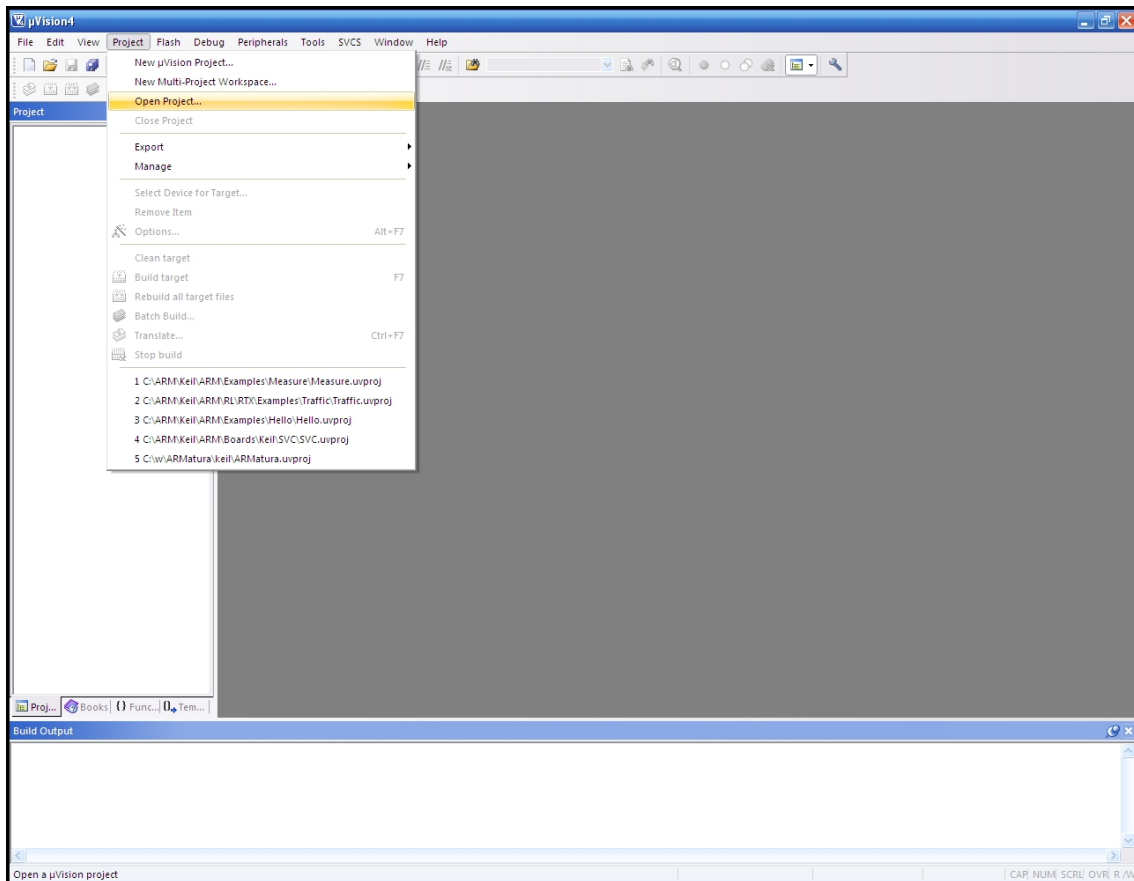 µVision4
File Edit View Project Flash Debug Peripherals Tools SVCS Window Help
New µVision Project...
New Multi-Project Workspace...
Open Project...
Close Project
Export
Manage
Select Device for Target...
Remove Item
Options... Alt+F7
Clean target
Build target F7
Rebuild all target files
Batch Build...
Translate... Ctrl+F7
Stop build
1 C:\ARM\Keil\ARM\Examples\Measure\Measure.uvproj
2 C:\ARM\Keil\ARM\RL\RTX\Examples\Traffic\Traffic.uvproj
3 C:\ARM\Keil\ARM\Examples\Hello\Hello.uvproj
4 C:\ARM\Keil\ARM\Boards\Keil\SVC\SVC.uvproj
5 C:\w\ARMatura\keil\ARMatura.uvproj
Project
Proj... Books {} Func... Tem...
Build Output
Open a µVision project CAP NUM SCRL OVR R/W